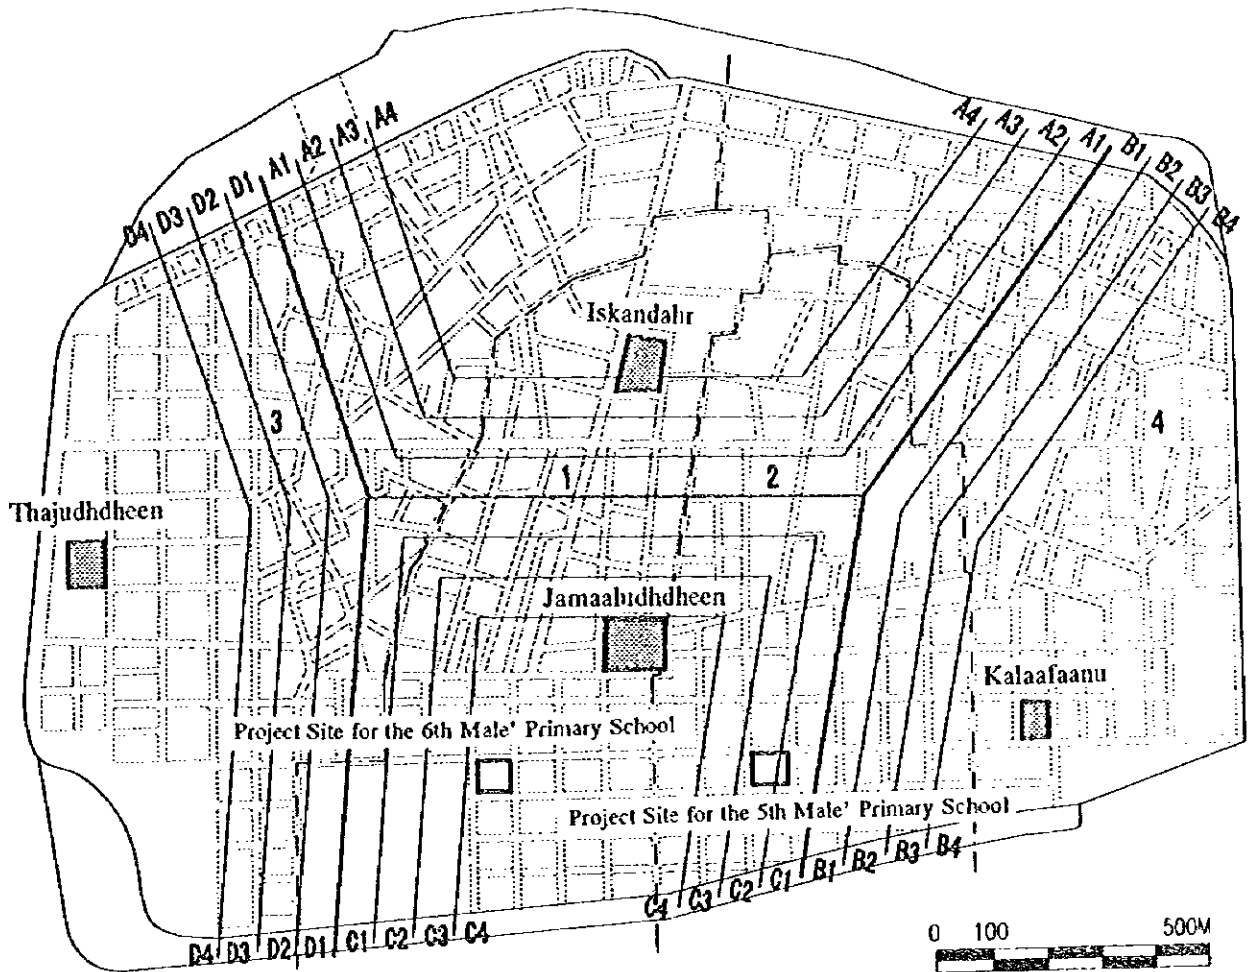 A4
A3
A2
A1
D1
D2
D3
D4
A4
A3
A2
A1
B1
B2
B3
B4
Iskandahr
3
4
1
2
Thajudhdheen
Jamaaludhdheen
Kalaafaanu
Project Site for the 6th Male' Primary School
Project Site for the 5th Male' Primary School
D4 D3 D2 D1 C1 C2 C3 C4
C4 C3 C2 C1 B1 B2 B3 B4
0 100 500M